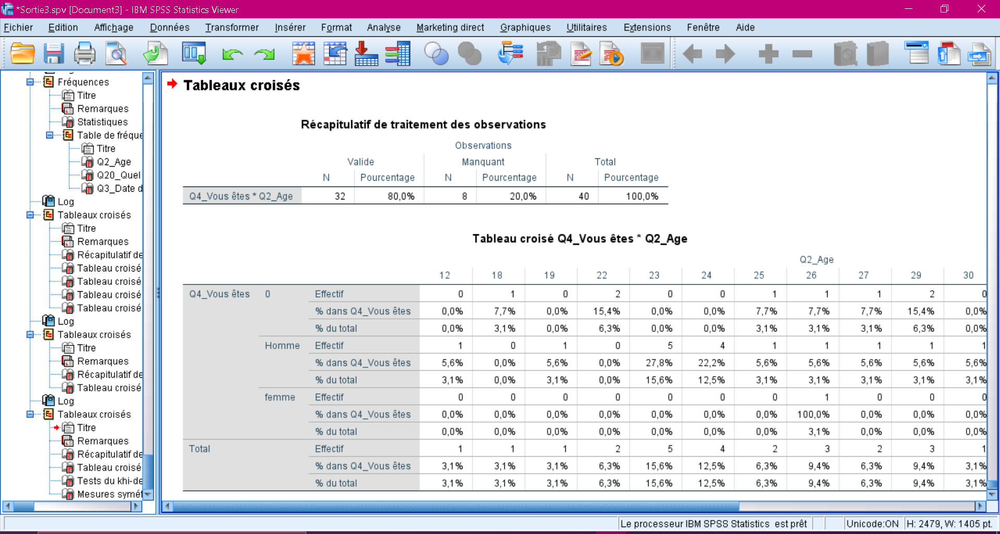 *Sortie3.spv [Document3] - IBM SPSS Statistics Viewer
Fichier Edition Affichage Données Transformer Insérer Format Analyse Marketing direct Graphiques Utilitaires Extensions Fenêtre Aide
Fréquences
Titre
Remarques
Statistiques
Table de fréque
Titre
Q2_Age
Q20_Quel
Q3_Date d
Log
Tableaux croisés
Titre
Remarques
Récapitulatif de
Tableau croisé
Tableau croisé
Tableau croisé
Tableau croisé
Log
Tableaux croisés
Titre
Remarques
Récapitulatif de
Tableau croisé
Log
Tableaux croisés
Titre
Remarques
Récapitulatif de
Tableau croisé
Tests du khi-de
Mesures symét
Tableaux croisés
Récapitulatif de traitement des observations
Observations
Valide Manquant Total
N Pourcentage N Pourcentage N Pourcentage
Q4_Vous êtes * Q2_Age 32 80,0% 8 20,0% 40 100,0%
Tableau croisé Q4_Vous êtes * Q2_Age
Q2_Age
12 18 19 22 23 24 25 26 27 29 30
Q4_Vous êtes 0 Effectif 0 1 0 2 0 0 1 1 1 2 0
% dans Q4_Vous êtes 0,0% 7,7% 0,0% 15,4% 0,0% 0,0% 7,7% 7,7% 7,7% 15,4% 0,0%
% du total 0,0% 3,1% 0,0% 6,3% 0,0% 0,0% 3,1% 3,1% 3,1% 6,3% 0,0%
Homme Effectif 1 0 1 0 5 4 1 1 1 1 1
% dans Q4_Vous êtes 5,6% 0,0% 5,6% 0,0% 27,8% 22,2% 5,6% 5,6% 5,6% 5,6% 5,6%
% du total 3,1% 0,0% 3,1% 0,0% 15,6% 12,5% 3,1% 3,1% 3,1% 3,1% 3,1%
femme Effectif 0 0 0 0 0 0 0 1 0 0 0
% dans Q4_Vous êtes 0,0% 0,0% 0,0% 0,0% 0,0% 0,0% 0,0% 100,0% 0,0% 0,0% 0,0%
% du total 0,0% 0,0% 0,0% 0,0% 0,0% 0,0% 0,0% 3,1% 0,0% 0,0% 0,0%
Total Effectif 1 1 1 2 5 4 2 3 2 3 1
% dans Q4_Vous êtes 3,1% 3,1% 3,1% 6,3% 15,6% 12,5% 6,3% 9,4% 6,3% 9,4% 3,1%
% du total 3,1% 3,1% 3,1% 6,3% 15,6% 12,5% 6,3% 9,4% 6,3% 9,4% 3,1%
Le processeur IBM SPSS Statistics est prêt Unicode:ON H: 2479, W: 1405 pt.